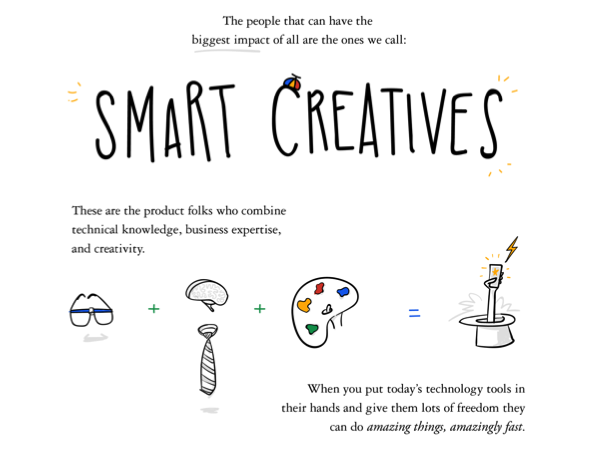 The people that can have the
biggest impact of all are the ones we call:
SMART CREATIVES
These are the product folks who combine
technical knowledge, business expertise,
and creativity.
+ + =
When you put today's technology tools in
their hands and give them lots of freedom they
can do amazing things, amazingly fast.